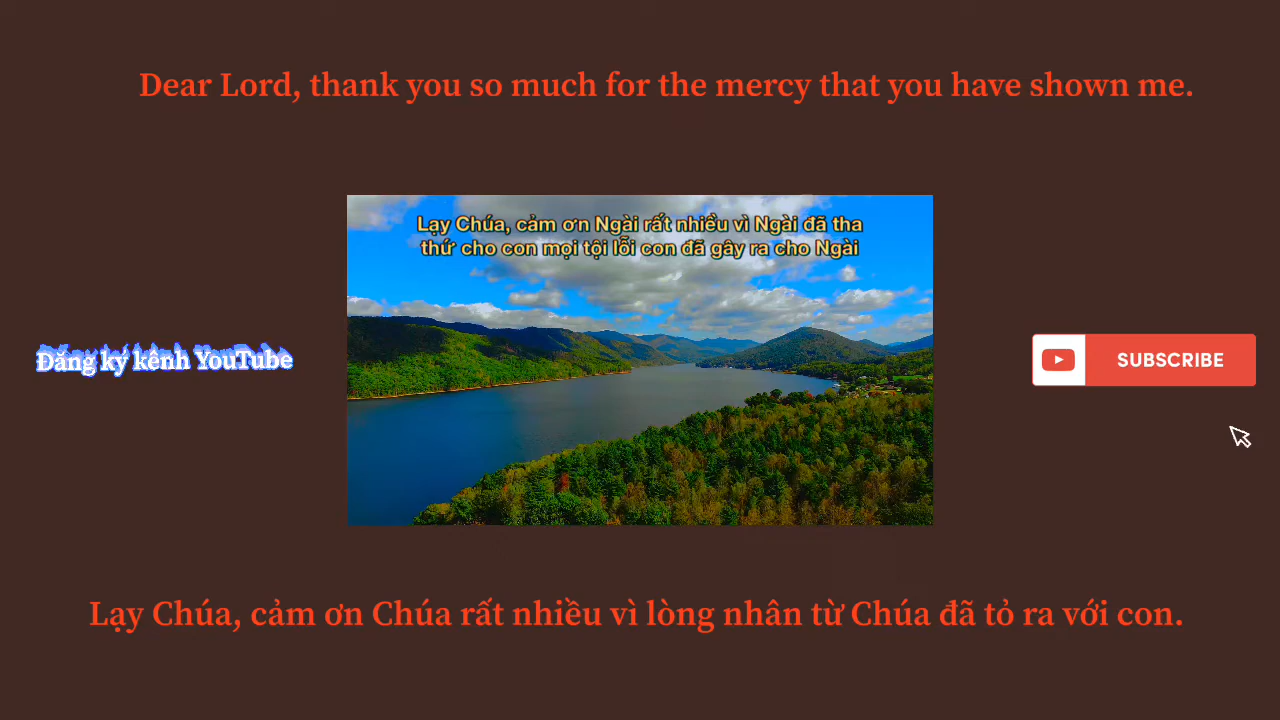 Dear Lord, thank you so much for the mercy that you have shown me.
Lạy Chúa, cảm ơn Ngài rất nhiều vì Ngài đã tha
thứ cho con mọi tội lỗi con đã gây ra cho Ngài
Đăng ký kênh YouTube
SUBSCRIBE
Lạy Chúa, cảm ơn Chúa rất nhiều vì lòng nhân từ Chúa đã tỏ ra với con.